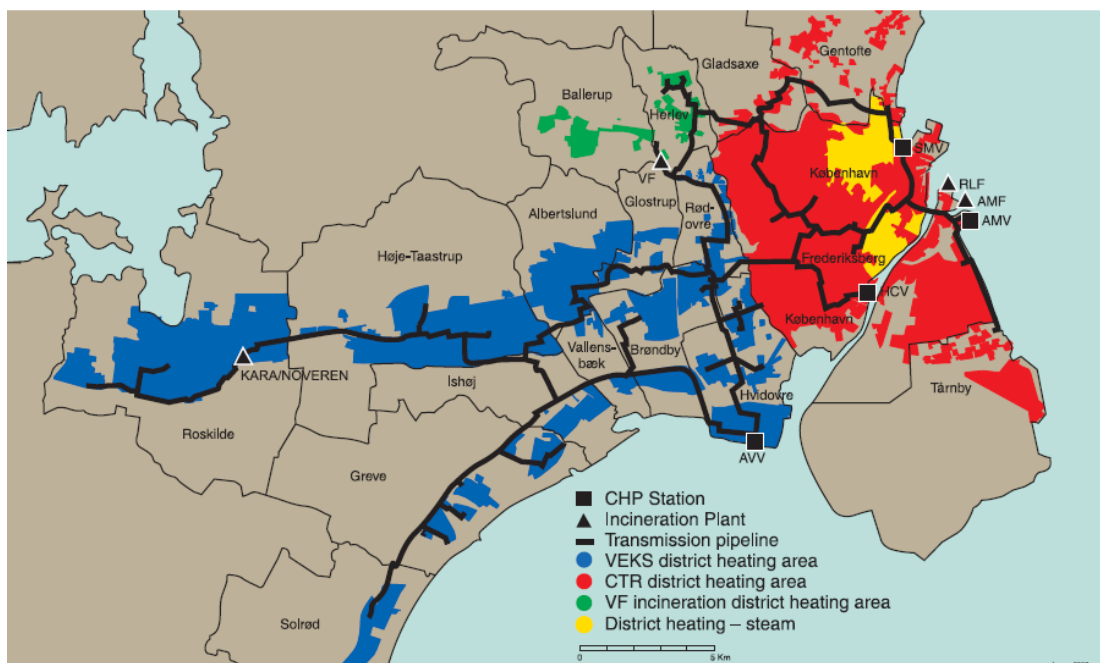 Gentofte
Gladsaxe
Ballerup
Herlev
SMV
København
VF
RLF
AMF
AMV
Glostrup
Rød-
ovre
Albertslund
Høje-Taastrup
Frederiksberg
HCV
København
Vallens-
bæk
Brøndby
KARA/NOVEREN
Ishøj
Hvidovre
Tårnby
Roskilde
AVV
Greve
Solrød
CHP Station
Incineration Plant
Transmission pipeline
VEKS district heating area
CTR district heating area
VF incineration district heating area
District heating – steam
0 5 Km